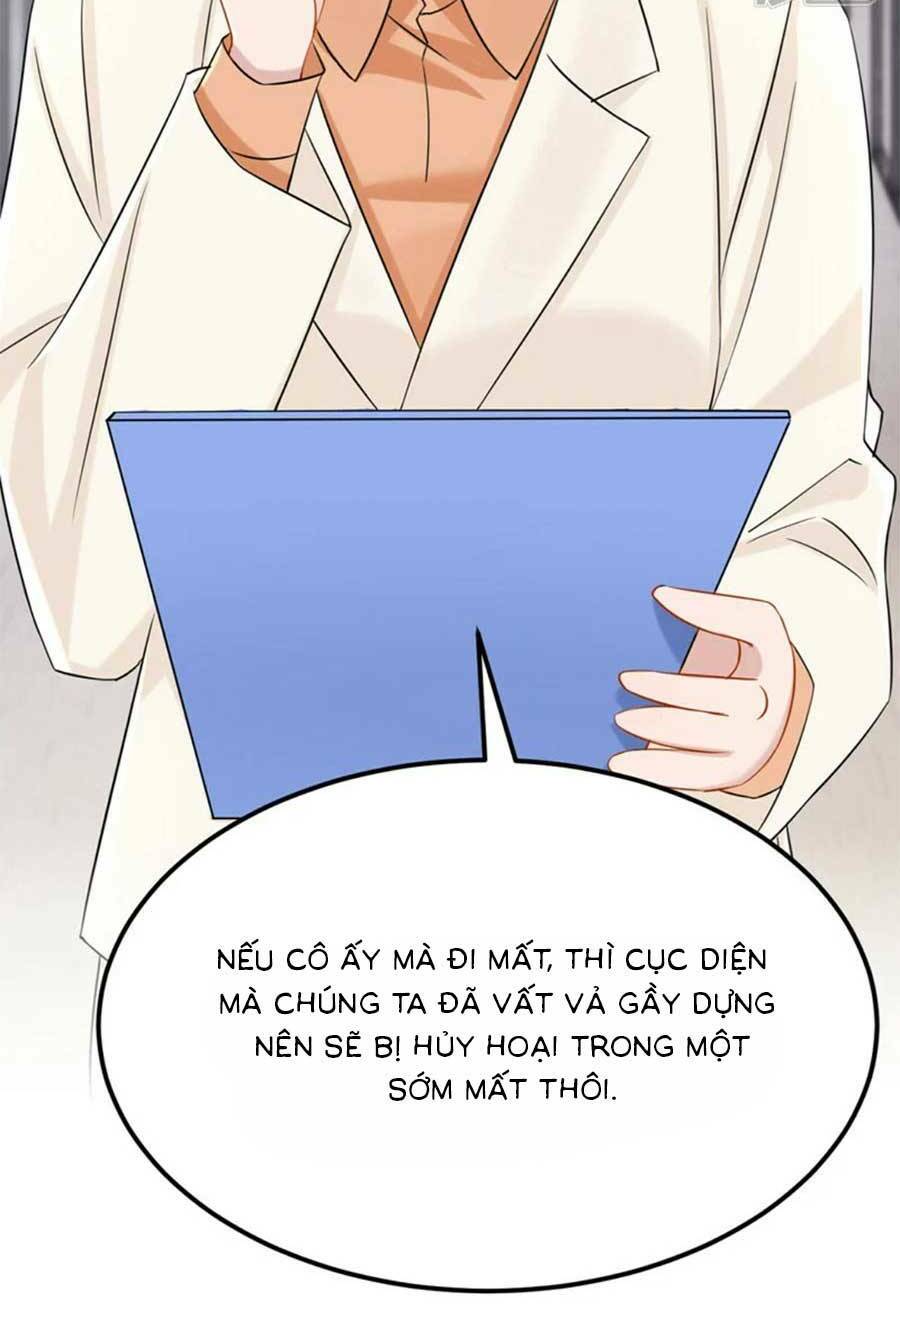 NẾU CÔ ẤY MÀ ĐI MẤT, THÌ CỤC DIỆN
MÀ CHÚNG TA ĐÃ VẤT VẢ GẦY DỰNG
NÊN SẼ BỊ HỦY HOẠI TRONG MỘT
SỚM MẤT THÔI.